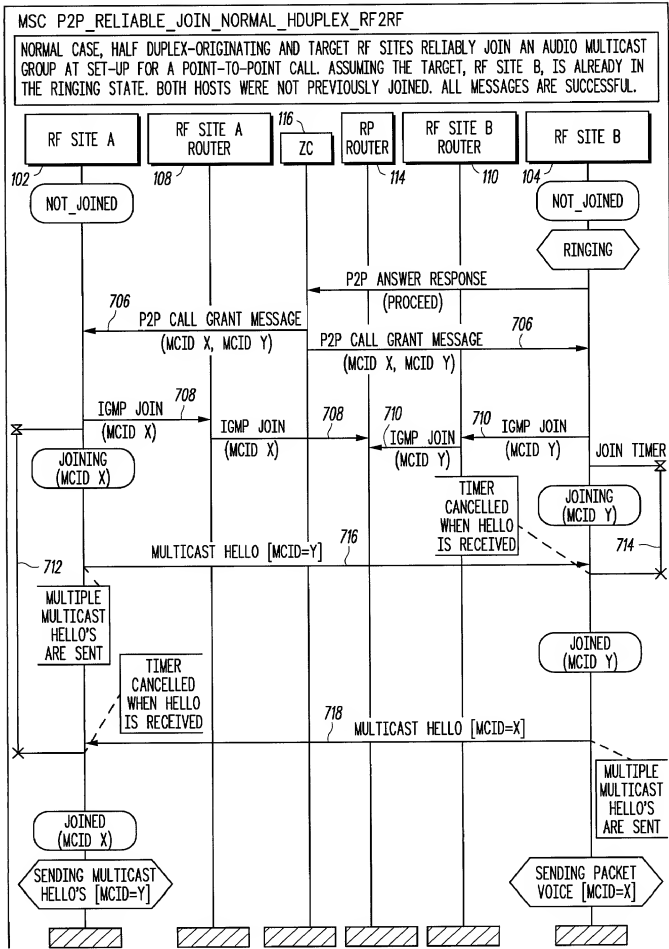 MSC P2P_RELIABLE_JOIN_NORMAL_HDUPLEX_RF2RF
NORMAL CASE, HALF DUPLEX-ORIGINATING AND TARGET RF SITES RELIABLY JOIN AN AUDIO MULTICAST
GROUP AT SET-UP FOR A POINT-TO-POINT CALL. ASSUMING THE TARGET, RF SITE B, IS ALREADY IN
THE RINGING STATE. BOTH HOSTS WERE NOT PREVIOUSLY JOINED. ALL MESSAGES ARE SUCCESSFUL.
RF SITE A
RF SITE A
ROUTER
116
ZC
RP
ROUTER
RF SITE B
ROUTER
RF SITE B
102
108
114
110
104
NOT_JOINED
NOT_JOINED
RINGING
P2P ANSWER RESPONSE
(PROCEED)
706
P2P CALL GRANT MESSAGE
(MCID X, MCID Y)
706
P2P CALL GRANT MESSAGE
(MCID X, MCID Y)
IGMP JOIN
708
(MCID X)
IGMP JOIN
708
(MCID X)
710
IGMP JOIN
(MCID Y)
710
IGMP JOIN
(MCID Y)
JOIN TIMER
JOINING
(MCID X)
JOINING
(MCID Y)
TIMER
CANCELLED
WHEN HELLO
IS RECEIVED
714
712
MULTICAST HELLO [MCID=Y]
716
MULTIPLE
MULTICAST
HELLO'S
ARE SENT
JOINED
(MCID Y)
TIMER
CANCELLED
WHEN HELLO
IS RECEIVED
718
MULTICAST HELLO [MCID=X]
MULTIPLE
MULTICAST
HELLO'S
ARE SENT
JOINED
(MCID X)
SENDING MULTICAST
HELLO'S [MCID=Y]
SENDING PACKET
VOICE [MCID=X]